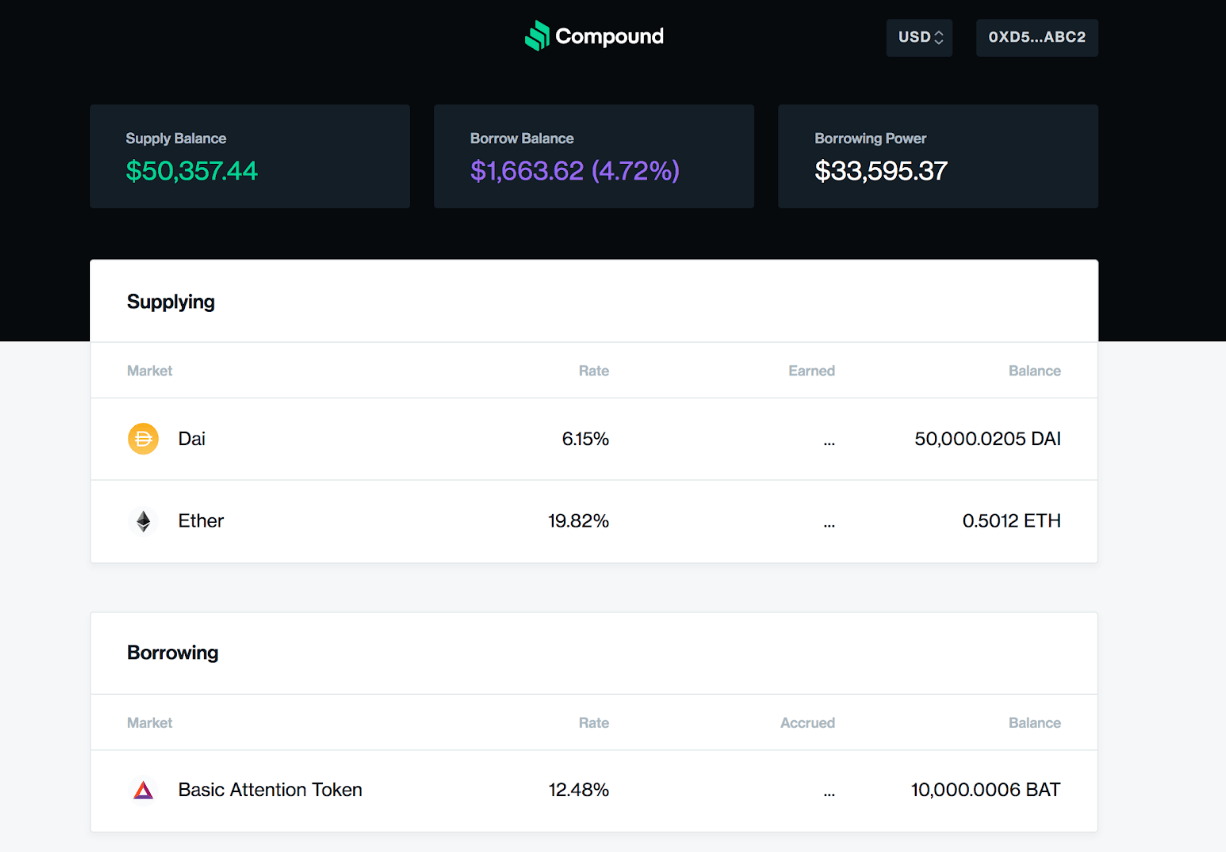 Compound
USD
0XD5...ABC2
Supply Balance
$50,357.44
Borrow Balance
$1,663.62 (4.72%)
Borrowing Power
$33,595.37
Supplying
Market Rate Earned Balance
Dai 6.15% ... 50,000.0205 DAI
Ether 19.82% ... 0.5012 ETH
Borrowing
Market Rate Accrued Balance
Basic Attention Token 12.48% ... 10,000.0006 BAT